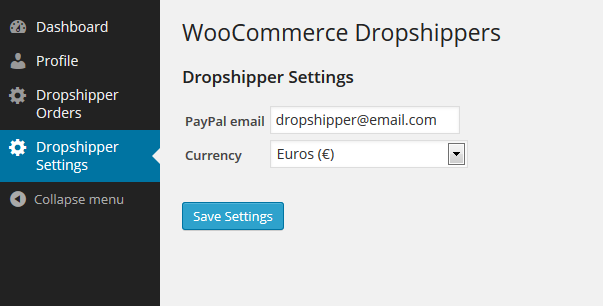 Dashboard
Profile
Dropshipper
Orders
Dropshipper
Settings
Collapse menu
WooCommerce Dropshippers
Dropshipper Settings
PayPal email dropshipper@email.com
Currency Euros (€)
Save Settings